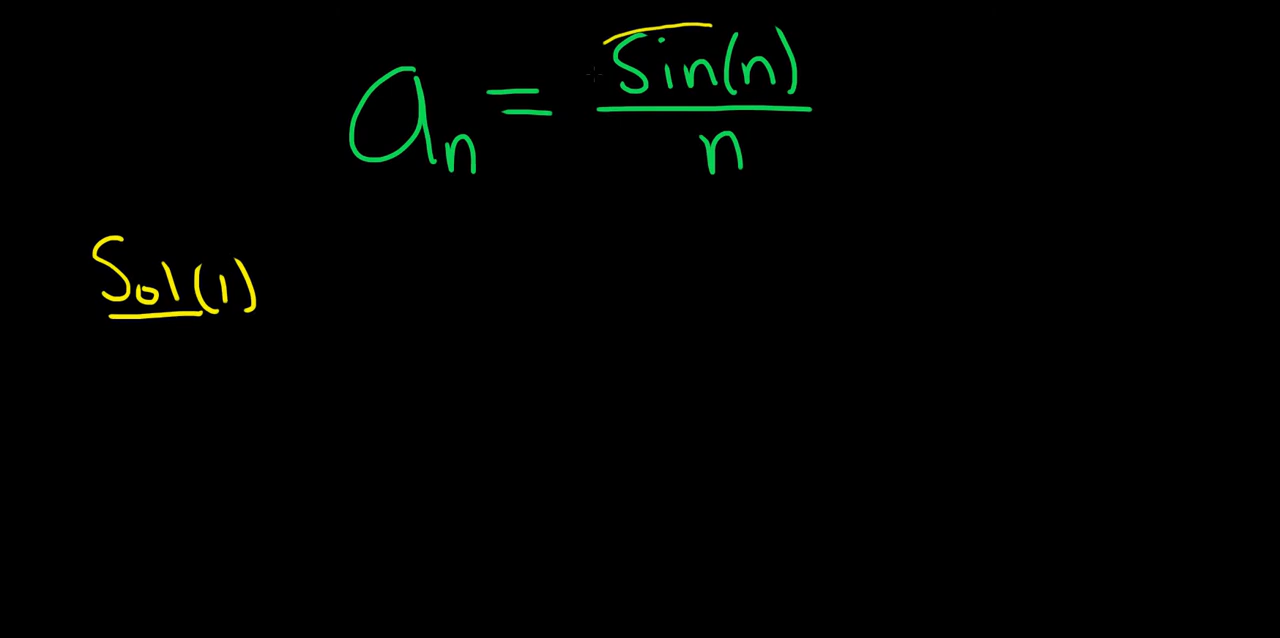 aₙ = sin(n)/n
Sol(1)